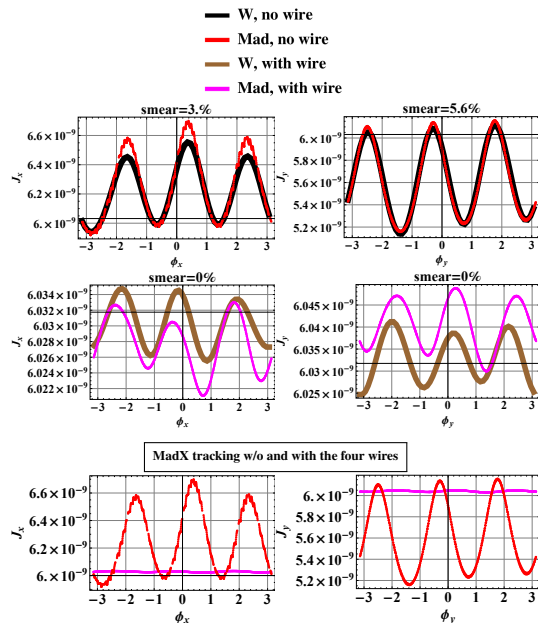 W, no wire
Mad, no wire
W, with wire
Mad, with wire
smear=3.%
smear=5.6%
J_x
6.6×10⁻⁹
6.4×10⁻⁹
6.2×10⁻⁹
6.×10⁻⁹
−3 −2 −1 0 1 2 3
ϕ_x
J_y
6.×10⁻⁹
5.8×10⁻⁹
5.6×10⁻⁹
5.4×10⁻⁹
5.2×10⁻⁹
−3 −2 −1 0 1 2 3
ϕ_y
smear=0%
smear=0%
J_x
6.034×10⁻⁹
6.032×10⁻⁹
6.03×10⁻⁹
6.028×10⁻⁹
6.026×10⁻⁹
6.024×10⁻⁹
6.022×10⁻⁹
−3 −2 −1 0 1 2 3
ϕ_x
J_y
6.045×10⁻⁹
6.04×10⁻⁹
6.035×10⁻⁹
6.03×10⁻⁹
6.025×10⁻⁹
−3 −2 −1 0 1 2 3
ϕ_y
MadX tracking w/o and with the four wires
J_x
6.6×10⁻⁹
6.4×10⁻⁹
6.2×10⁻⁹
6.×10⁻⁹
−3 −2 −1 0 1 2 3
ϕ_x
J_y
6.×10⁻⁹
5.8×10⁻⁹
5.6×10⁻⁹
5.4×10⁻⁹
5.2×10⁻⁹
−3 −2 −1 0 1 2 3
ϕ_y